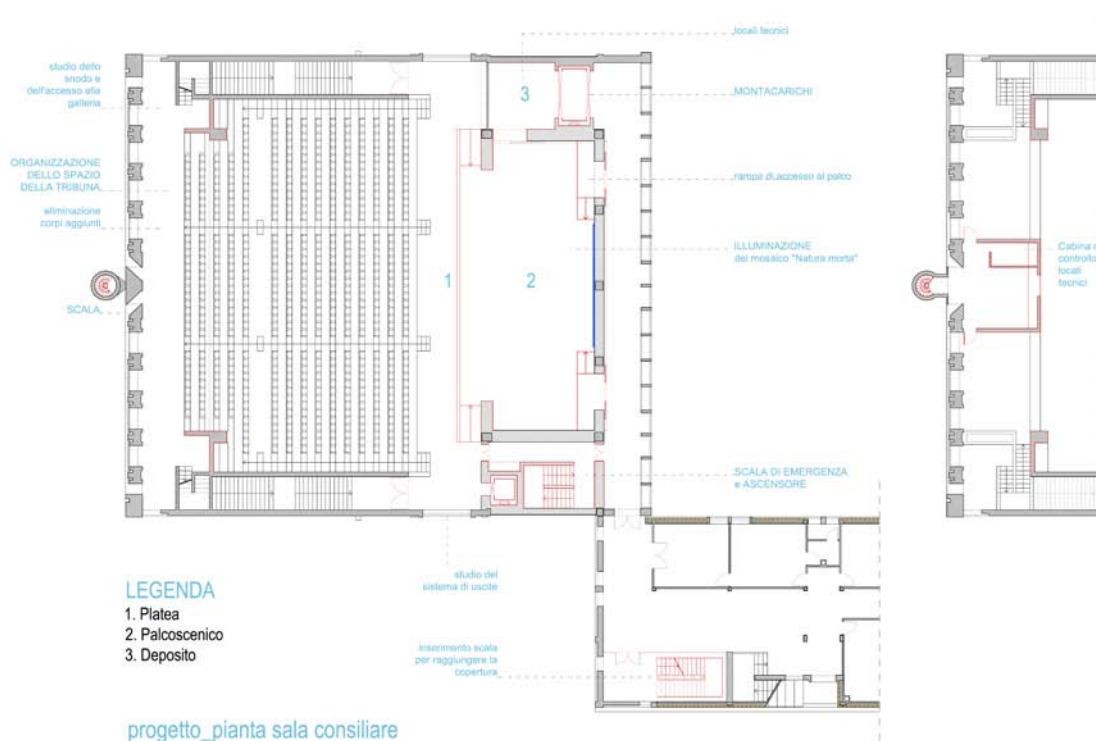 locali tecnici
studio dello
snodo e
dell'accesso alla
galleria
3
MONTACARICHI
ORGANIZZAZIONE
DELLO SPAZIO
DELLA TRIBUNA
rampa di accesso al palco
eliminazione
corpi aggiunti
ILLUMINAZIONE
del mosaico "Natura morta"
1
2
SCALA
Cabina
controllo
locali
tecnici
SCALA DI EMERGENZA
e ASCENSORE
studio del
sistema di uscite
LEGENDA
1. Platea
2. Palcoscenico
3. Deposito
inserimento scala
per raggiungere la
copertura
progetto_pianta sala consiliare